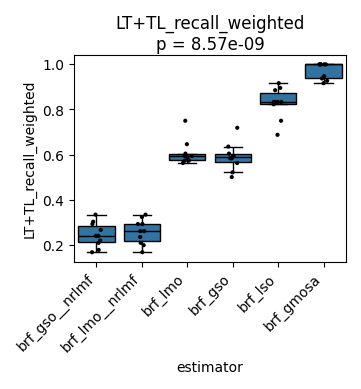 LT+TL_recall_weighted
p = 8.57e-09
LT+TL_recall_weighted
1.0
0.8
0.6
0.4
0.2
brf_gso__nrlmf
brf_lmo__nrlmf
brf_lmo
brf_gso
brf_lso
brf_gmosa
estimator